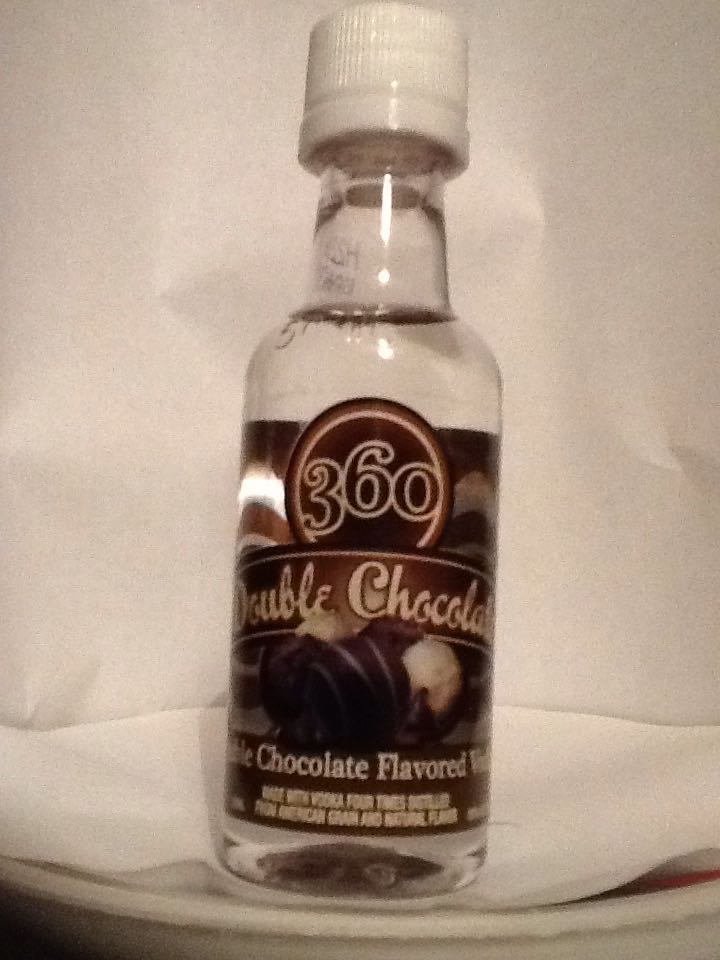 360
Double Chocola
ble Chocolate Flavored
MADE WITH VODKA FOUR TIMES DISTILLED
FROM AMERICAN GRAIN AND NATURAL FLAVOR